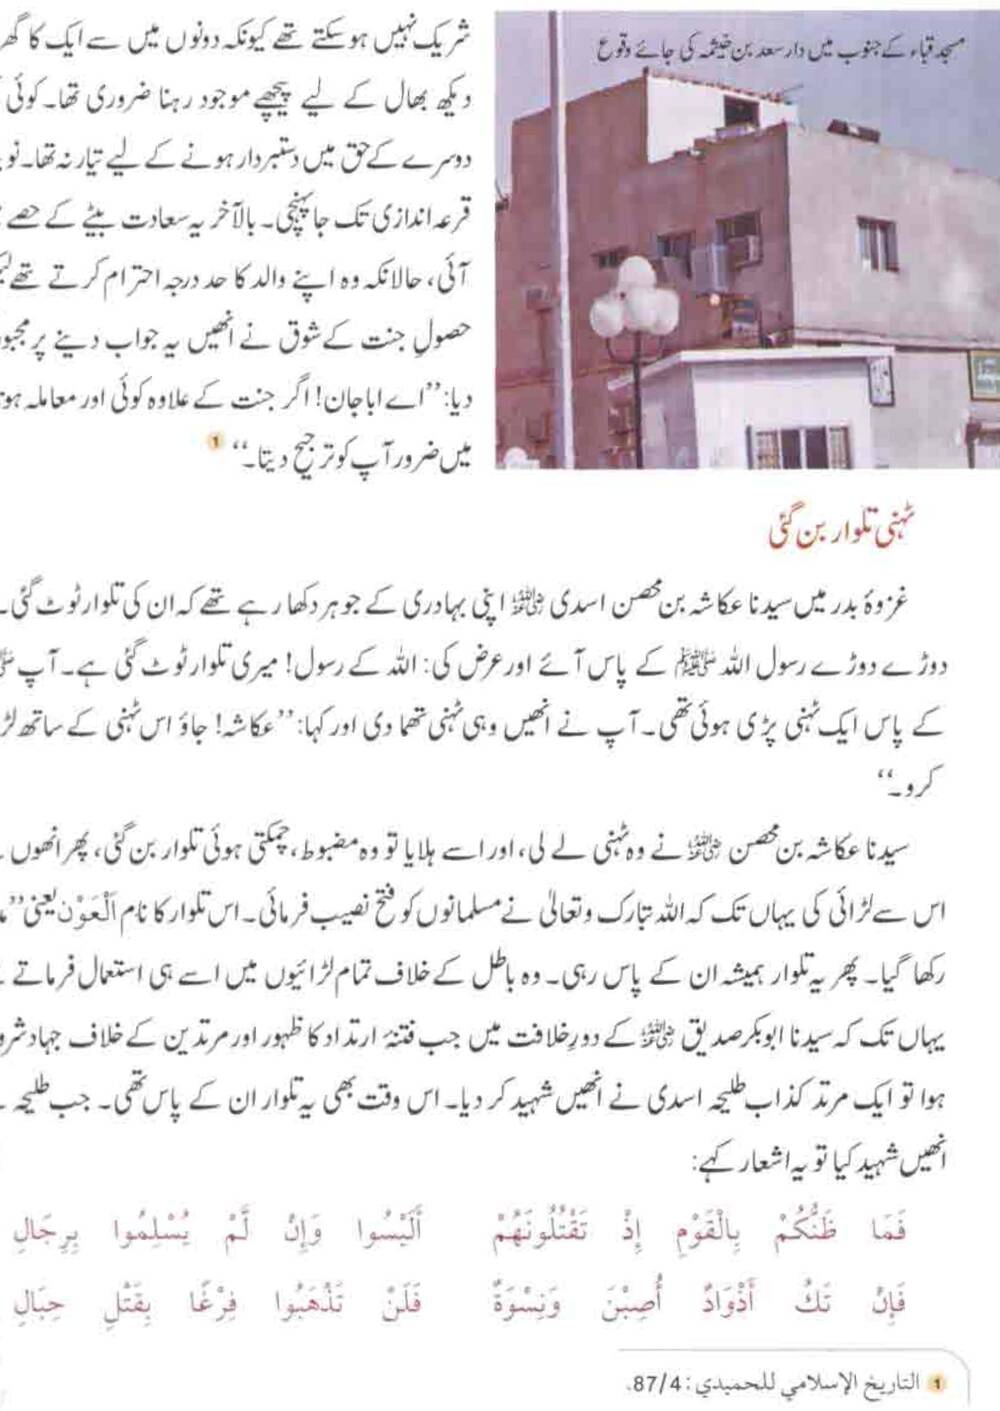 مسجد قباء کے جنوب میں دار سعد بن خیثمہ کی جائے وقوع
شریک نہیں ہوسکتے تھے کیونکہ دونوں میں سے ایک کا گھر
دیکھ بھال کے لیے پیچھے موجود رہنا ضروری تھا۔ کوئی
دوسرے کے حق میں دستبردار ہونے کے لیے تیار نہ تھا۔
قرعہ اندازی تک جا پہنچی۔ بالآخر یہ سعادت بیٹے کے حصے
آئی، حالانکہ وہ اپنے والد کا حد درجہ احترام کرتے تھے
حصولِ جنت کے شوق نے انھیں یہ جواب دینے پر
دیا: ’’اے ابا جان! اگر جنت کے علاوہ کوئی اور معاملہ
میں ضرور آپ کو ترجیح دیتا۔‘‘ 1
ٹہنی تلوار بن گئی
غزوۂ بدر میں سیدنا عکاشہ بن محصن اسدی رضی اللہ عنہ اپنی بہادری کے جوہر دکھا رہے تھے کہ ان کی تلوار ٹوٹ گئی۔
دوڑے دوڑے رسول اللہ ﷺ کے پاس آئے اور عرض کی: اللہ کے رسول! میری تلوار ٹوٹ گئی ہے۔ آپ
کے پاس ایک ٹہنی پڑی ہوئی تھی۔ آپ نے انھیں وہی ٹہنی تھما دی اور کہا: ’’عکاشہ! جاؤ اس ٹہنی کے ساتھ
کرو۔‘‘
سیدنا عکاشہ بن محصن رضی اللہ عنہ نے وہ ٹہنی لے لی، اور اسے ہلایا تو وہ مضبوط، چمکتی ہوئی تلوار بن گئی، پھر انھوں
اس سے لڑائی کی یہاں تک کہ اللہ تبارک وتعالیٰ نے مسلمانوں کو فتح نصیب فرمائی۔ اس تلوار کا نام اَلْعَوْن یعنی
رکھا گیا۔ پھر یہ تلوار ہمیشہ ان کے پاس رہی۔ وہ باطل کے خلاف تمام لڑائیوں میں اسے ہی استعمال فرماتے
یہاں تک کہ سیدنا ابوبکر صدیق رضی اللہ عنہ کے دورِ خلافت میں جب فتنۂ ارتداد کا ظہور اور مرتدین کے خلاف جہاد
ہوا تو ایک مرتد کذاب طلیحہ اسدی نے انھیں شہید کر دیا۔ اس وقت بھی یہ تلوار ان کے پاس تھی۔ جب طلیحہ
انھیں شہید کیا تو یہ اشعار کہے:
فَمَا ظَنُّكُمْ بِالْقَوْمِ إِذْ تَقْتُلُونَهُمْ أَلَيْسُوا وَإِنْ لَّمْ يُسْلِمُوا بِرِجَالِ
فَإِنْ تَكُ أَذْوَادٌ أُصِبْنَ وَنِسْوَةٌ فَلَنْ تَذْهَبُوا فِرْغًا بِقَتْلِ حِبَالِ
1 التاريخ الإسلامي للحميدي: 87/4.